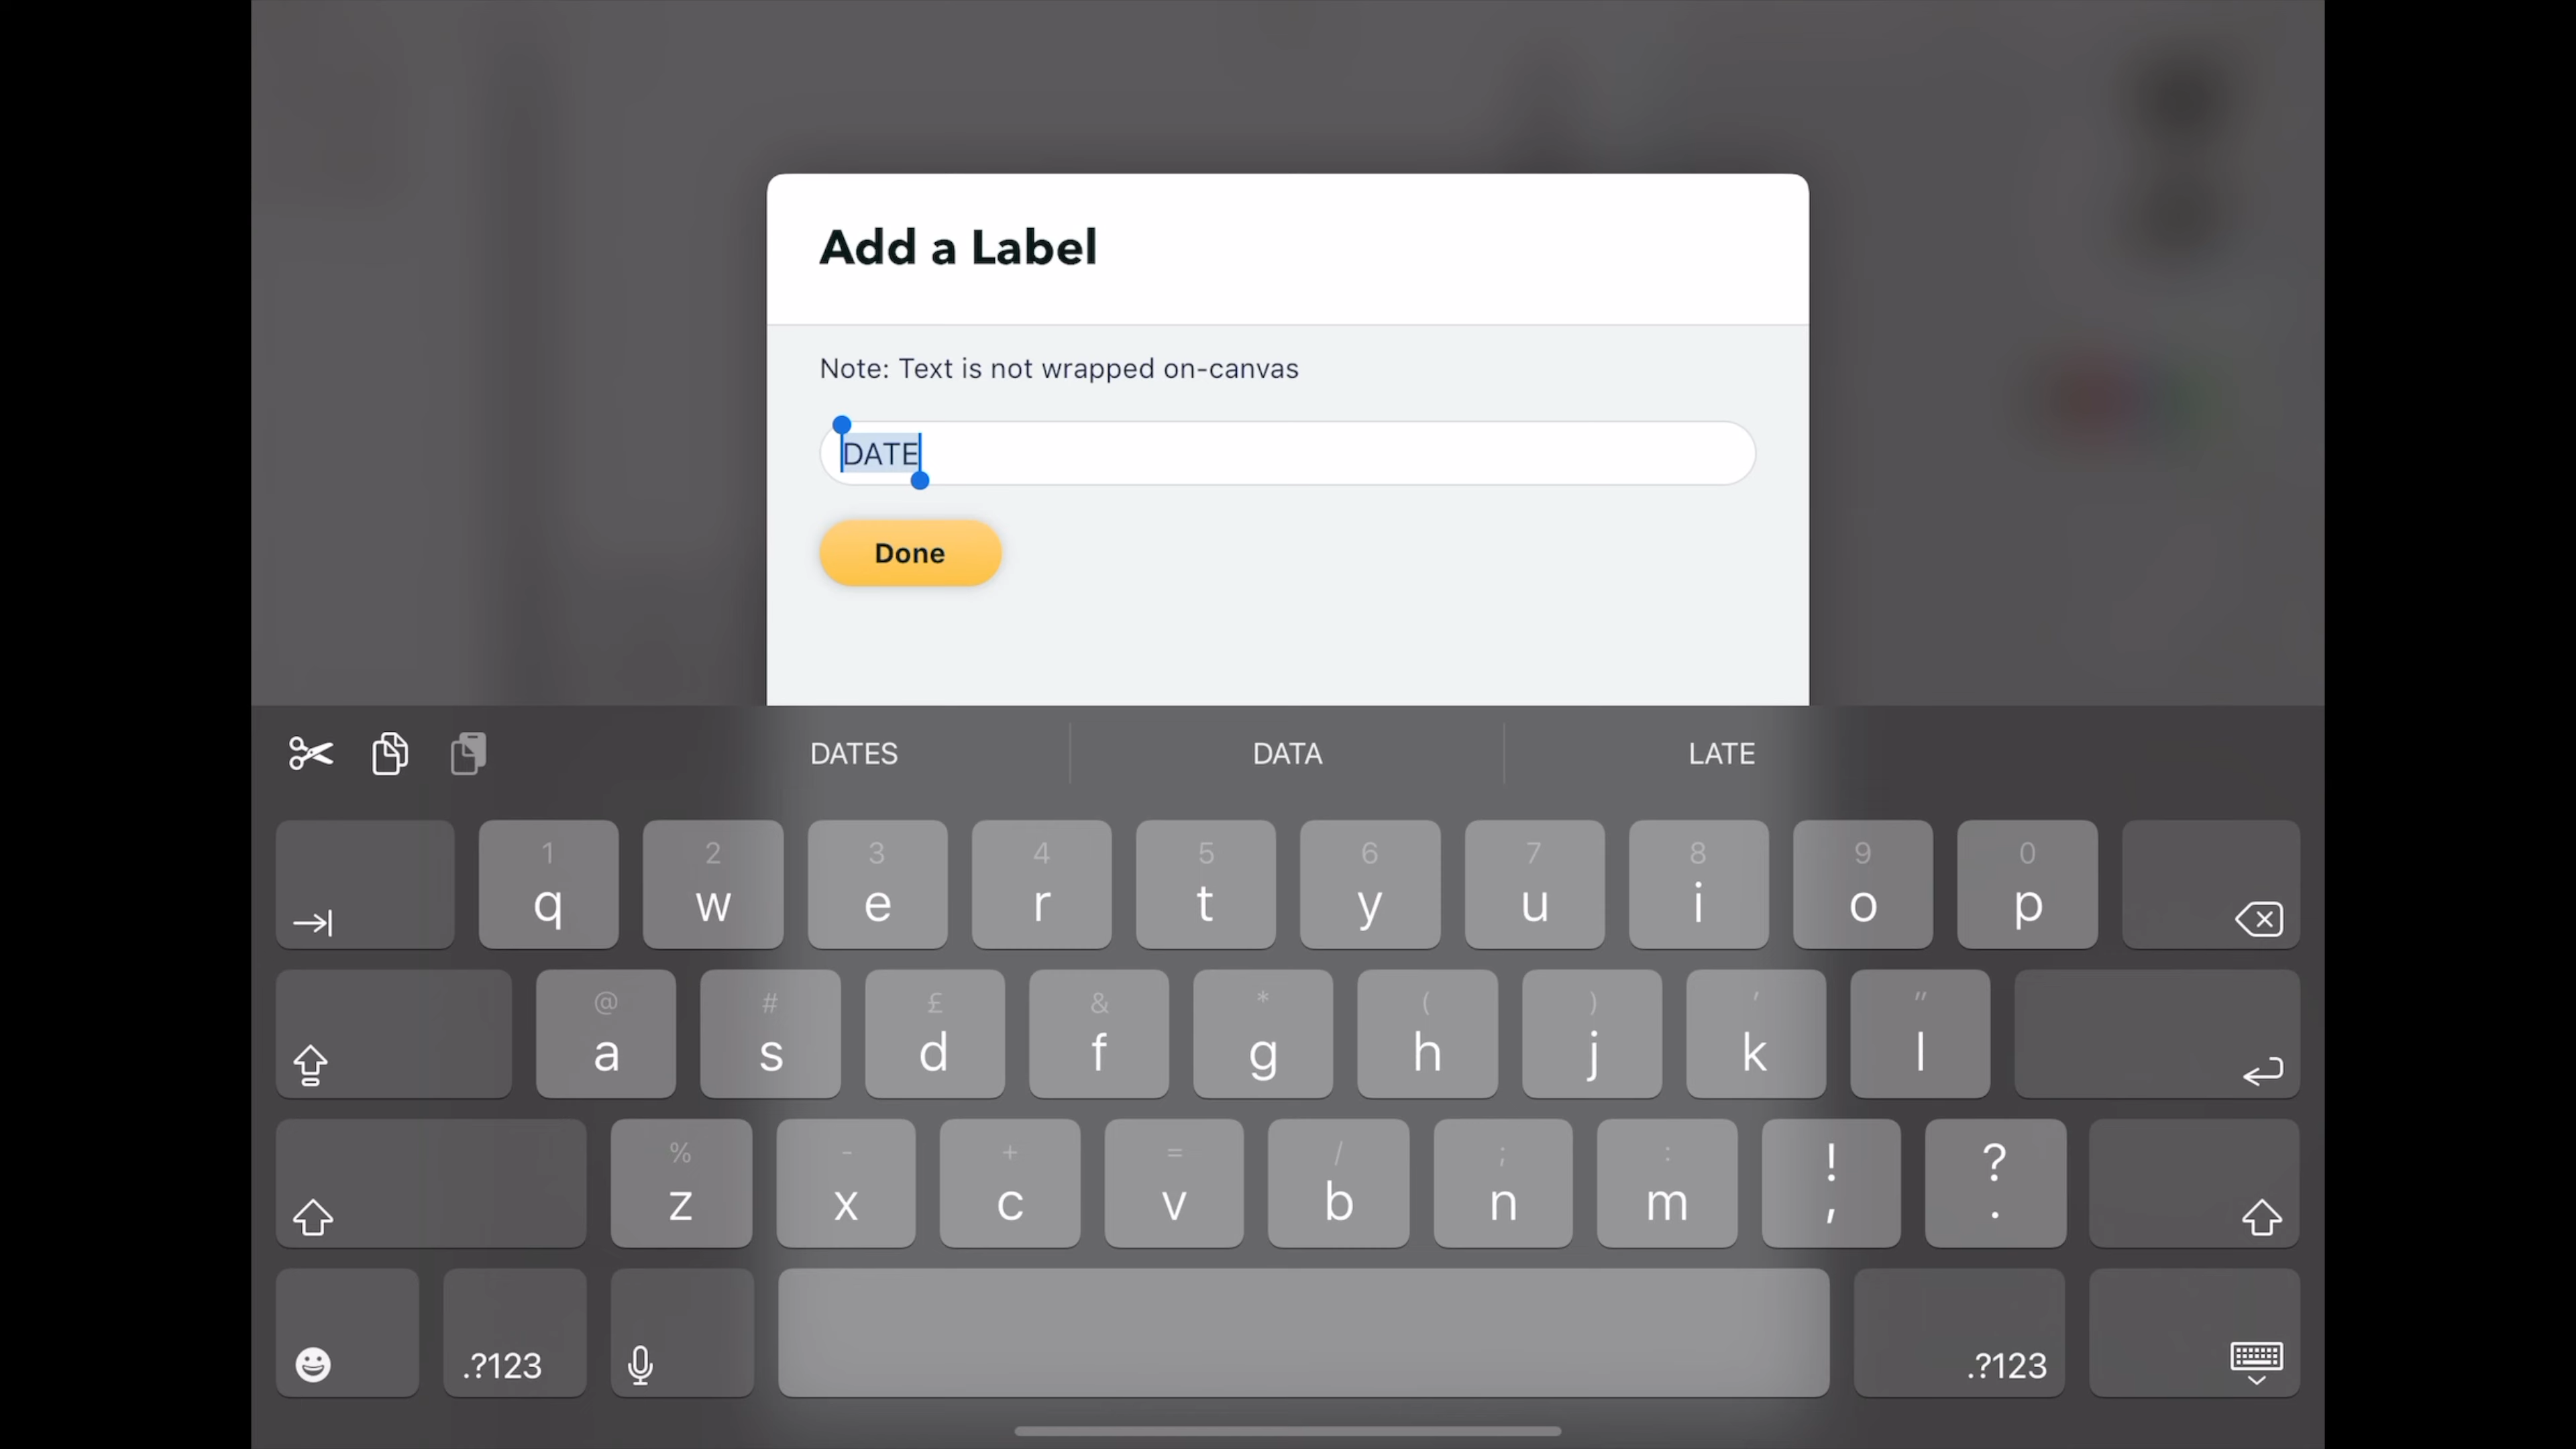 Add a Label
Note: Text is not wrapped on-canvas
DATE
Done
DATES DATA LATE
1 2 3 4 5 6 7 8 9 0
q w e r t y u i o p
@ # £ & * ( ) ' "
a s d f g h j k l
% - + = / ; : ! ?
z x c v b n m , .
.?123 .?123